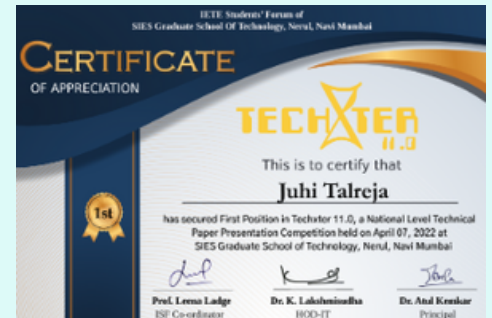 IETE Students' Forum of
SIES Graduate School Of Technology, Nerul, Navi Mumbai
CERTIFICATE
OF APPRECIATION
TECHXTER
11.0
This is to certify that
Juhi Talreja
1st
has secured First Position in Techxter 11.0, a National Level Technical
Paper Presentation Competition held on April 07, 2022 at
SIES Graduate School of Technology, Nerul, Navi Mumbai
Prof. Leena Ladge
Dr. K. Lakshmisudha
Dr. Atul Kemkar
ISF Co-ordinator
HOD-IT
Principal